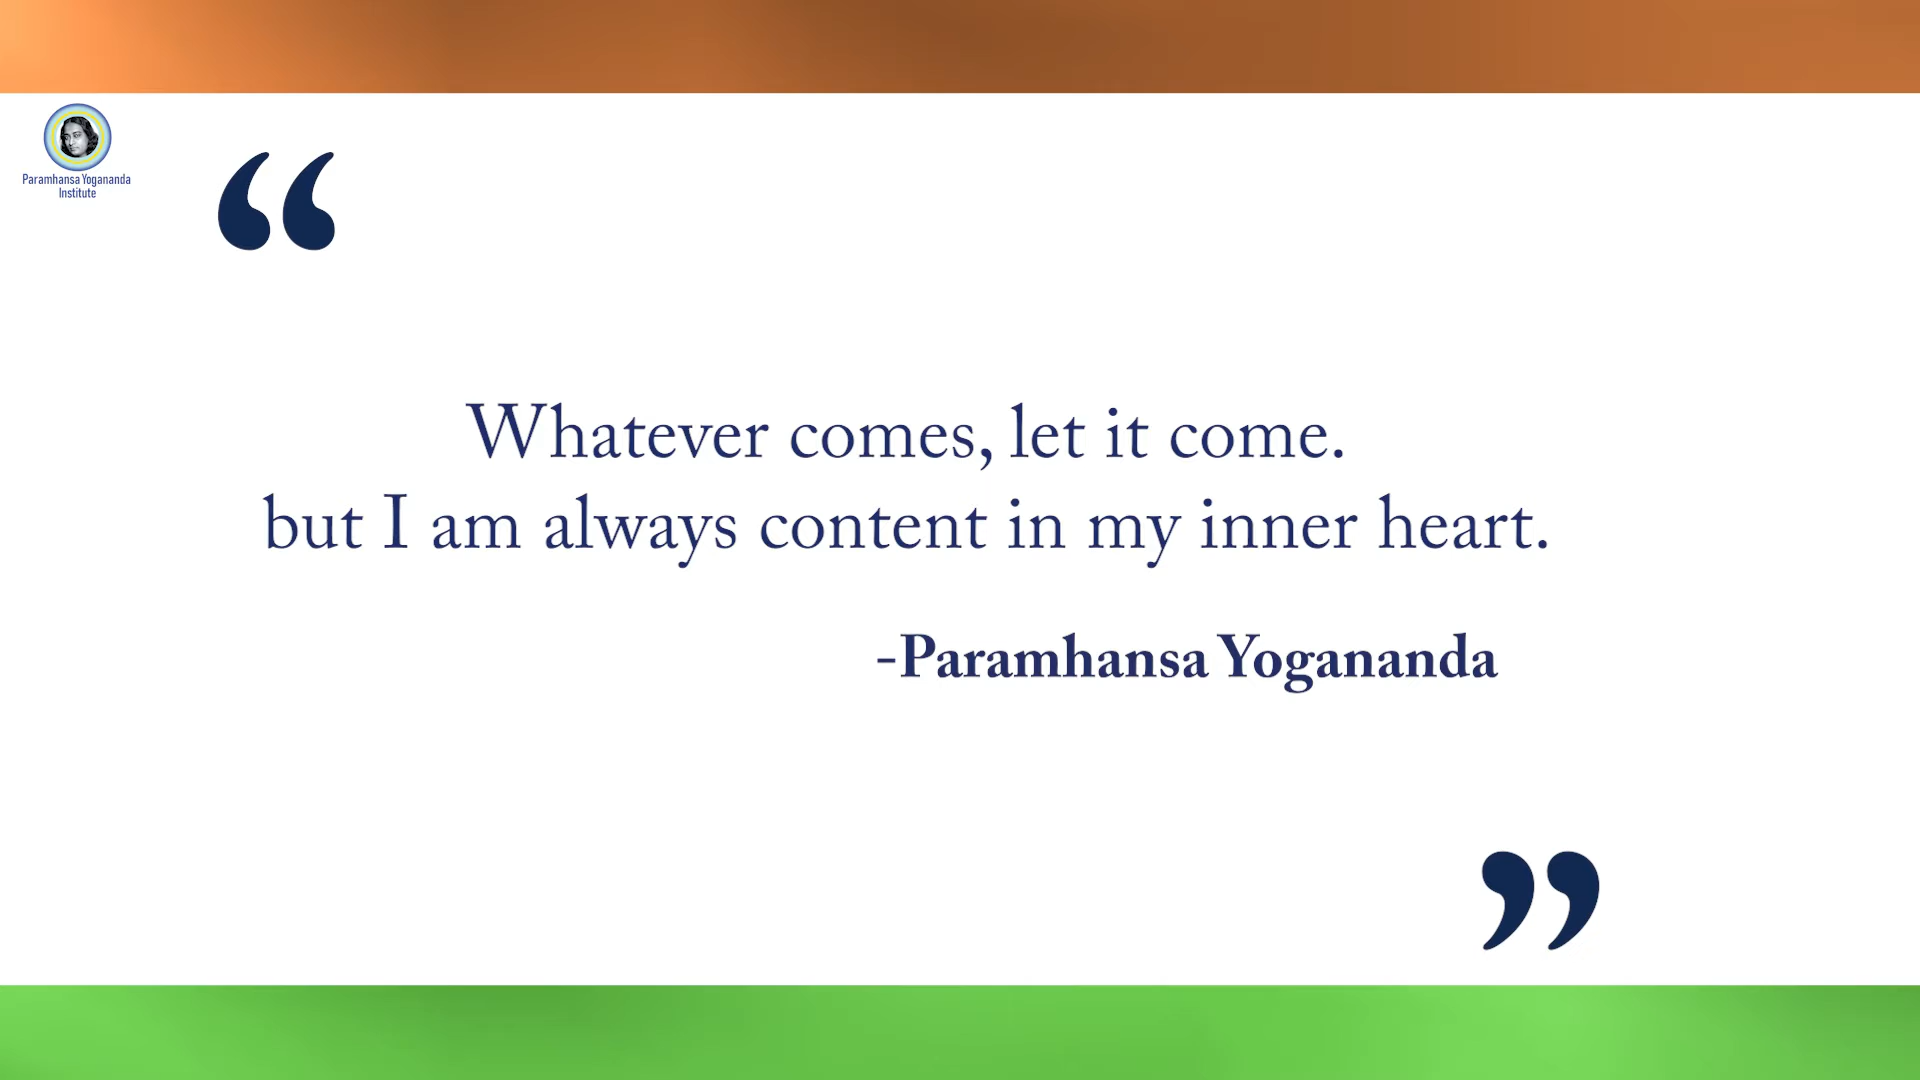 Paramhansa Yogananda
Institute
“
Whatever comes, let it come.
but I am always content in my inner heart.
-Paramhansa Yogananda
”